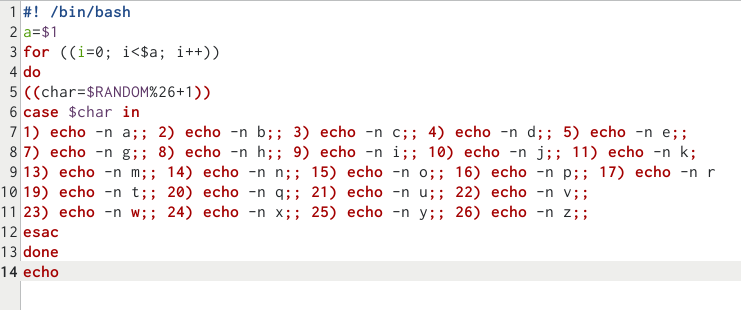 1 #! /bin/bash
2 a=$1
3 for ((i=0; i<$a; i++))
4 do
5 ((char=$RANDOM%26+1))
6 case $char in
7 1) echo -n a;; 2) echo -n b;; 3) echo -n c;; 4) echo -n d;; 5) echo -n e;;
8 7) echo -n g;; 8) echo -n h;; 9) echo -n i;; 10) echo -n j;; 11) echo -n k;
9 13) echo -n m;; 14) echo -n n;; 15) echo -n o;; 16) echo -n p;; 17) echo -n r
10 19) echo -n t;; 20) echo -n q;; 21) echo -n u;; 22) echo -n v;;
11 23) echo -n w;; 24) echo -n x;; 25) echo -n y;; 26) echo -n z;;
12 esac
13 done
14 echo